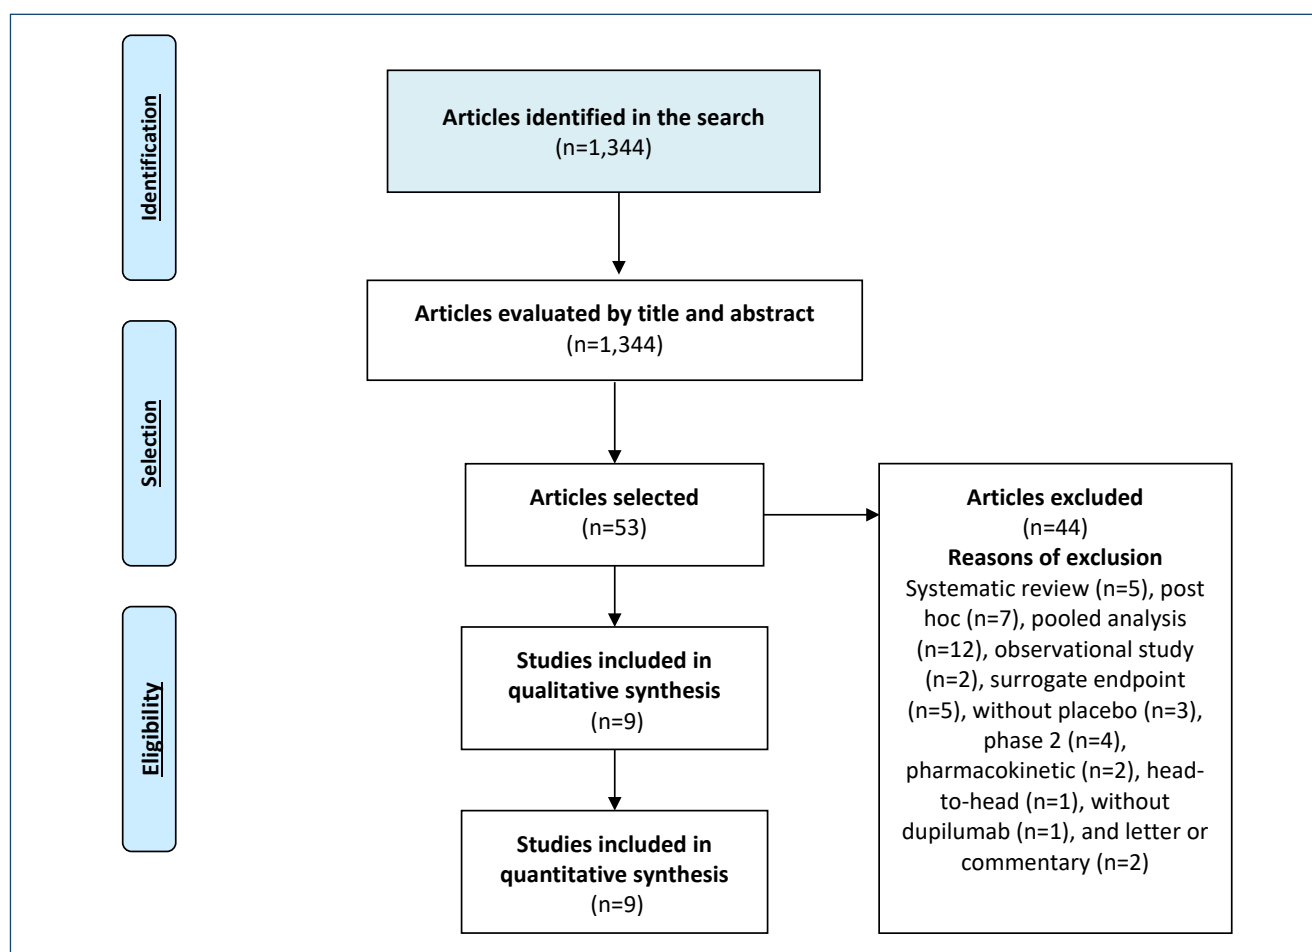 Identification
Articles identified in the search
(n=1,344)
Articles evaluated by title and abstract
(n=1,344)
Selection
Articles selected
(n=53)
Articles excluded
(n=44)
Reasons of exclusion
Systematic review (n=5), post
hoc (n=7), pooled analysis
(n=12), observational study
(n=2), surrogate endpoint
(n=5), without placebo (n=3),
phase 2 (n=4),
pharmacokinetic (n=2), head-
to-head (n=1), without
dupilumab (n=1), and letter or
commentary (n=2)
Eligibility
Studies included in
qualitative synthesis
(n=9)
Studies included in
quantitative synthesis
(n=9)